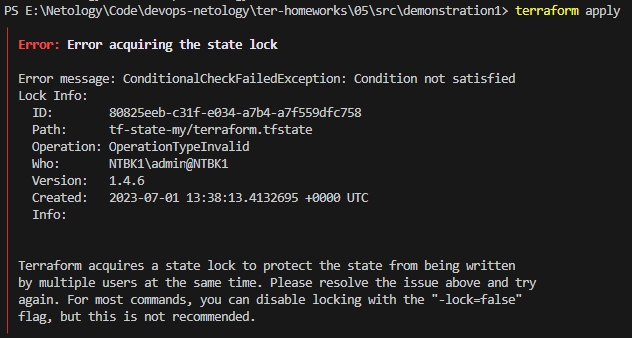 PS E:\Netology\Code\devops-netology\ter-homeworks\05\src\demonstration1> terraform apply
Error: Error acquiring the state lock
Error message: ConditionalCheckFailedException: Condition not satisfied
Lock Info:
ID: 80825eeb-c31f-e034-a7b4-a7f559dfc758
Path: tf-state-my/terraform.tfstate
Operation: OperationTypeInvalid
Who: NTBK1\admin@NTBK1
Version: 1.4.6
Created: 2023-07-01 13:38:13.4132695 +0000 UTC
Info:
Terraform acquires a state lock to protect the state from being written
by multiple users at the same time. Please resolve the issue above and try
again. For most commands, you can disable locking with the "-lock=false"
flag, but this is not recommended.